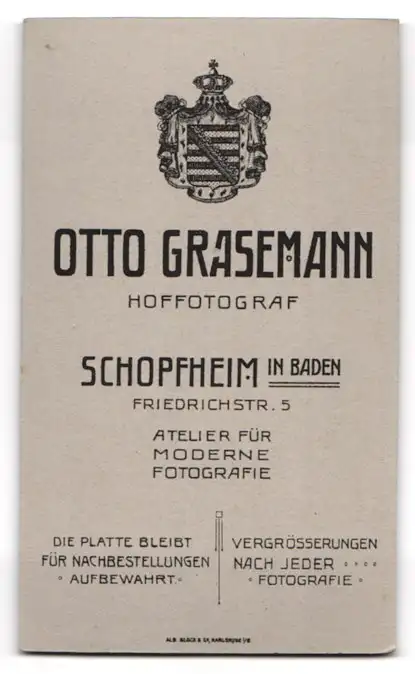 OTTO GRASEMANN
HOFFOTOGRAF
SCHOPFHEIM IN BADEN
FRIEDRICHSTR. 5
ATELIER FÜR
MODERNE
FOTOGRAFIE
DIE PLATTE BLEIBT
FÜR NACHBESTELLUNGEN
AUFBEWAHRT
VERGRÖSSERUNGEN
NACH JEDER
FOTOGRAFIE
KARLSRUHE